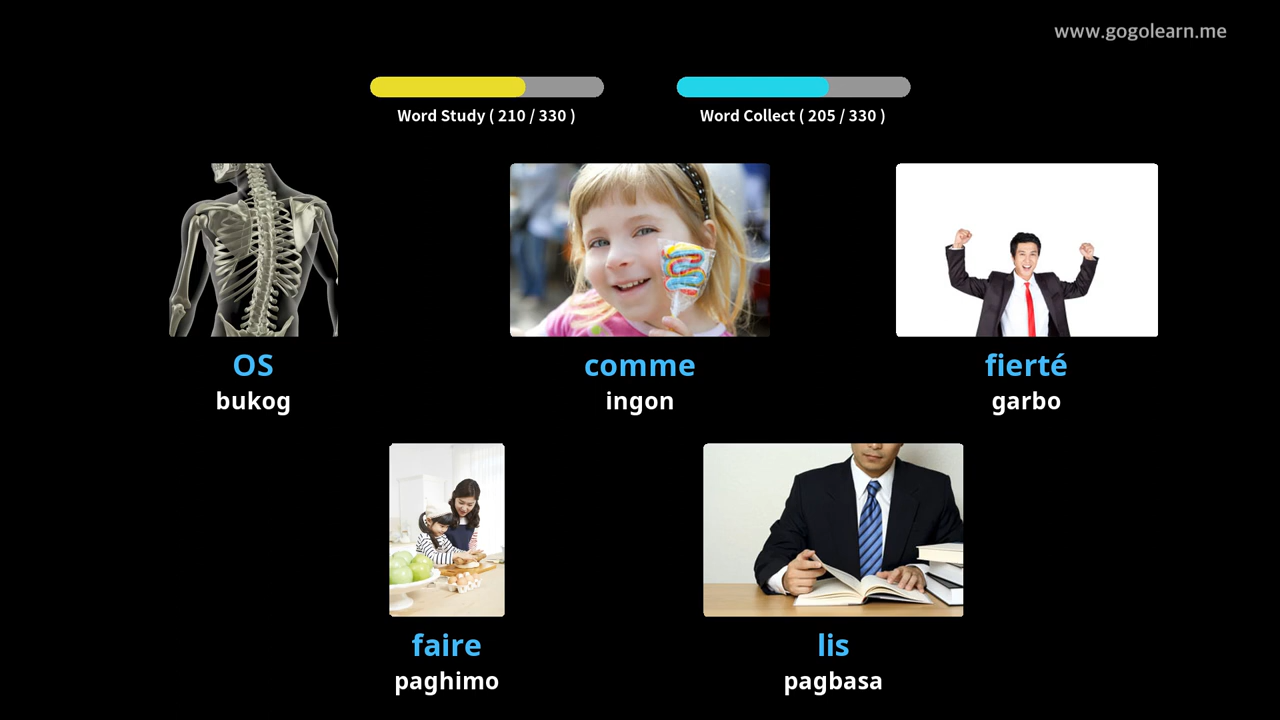 www.gogolearn.me
Word Study ( 210 / 330 )
Word Collect ( 205 / 330 )
OS
bukog
comme
ingon
fierté
garbo
faire
paghimo
lis
pagbasa